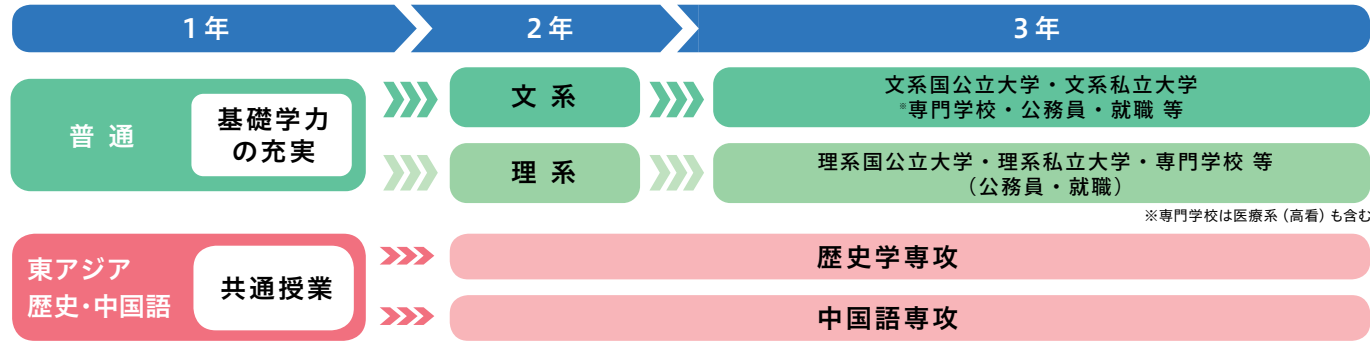 1年
2年
3年
普通
基礎学力
の充実
文系
文系国公立大学・文系私立大学
※専門学校・公務員・就職 等
理系
理系国公立大学・理系私立大学・専門学校 等
（公務員・就職）
※専門学校は医療系（高看）も含む
東アジア
歴史・中国語
共通授業
歴史学専攻
中国語専攻